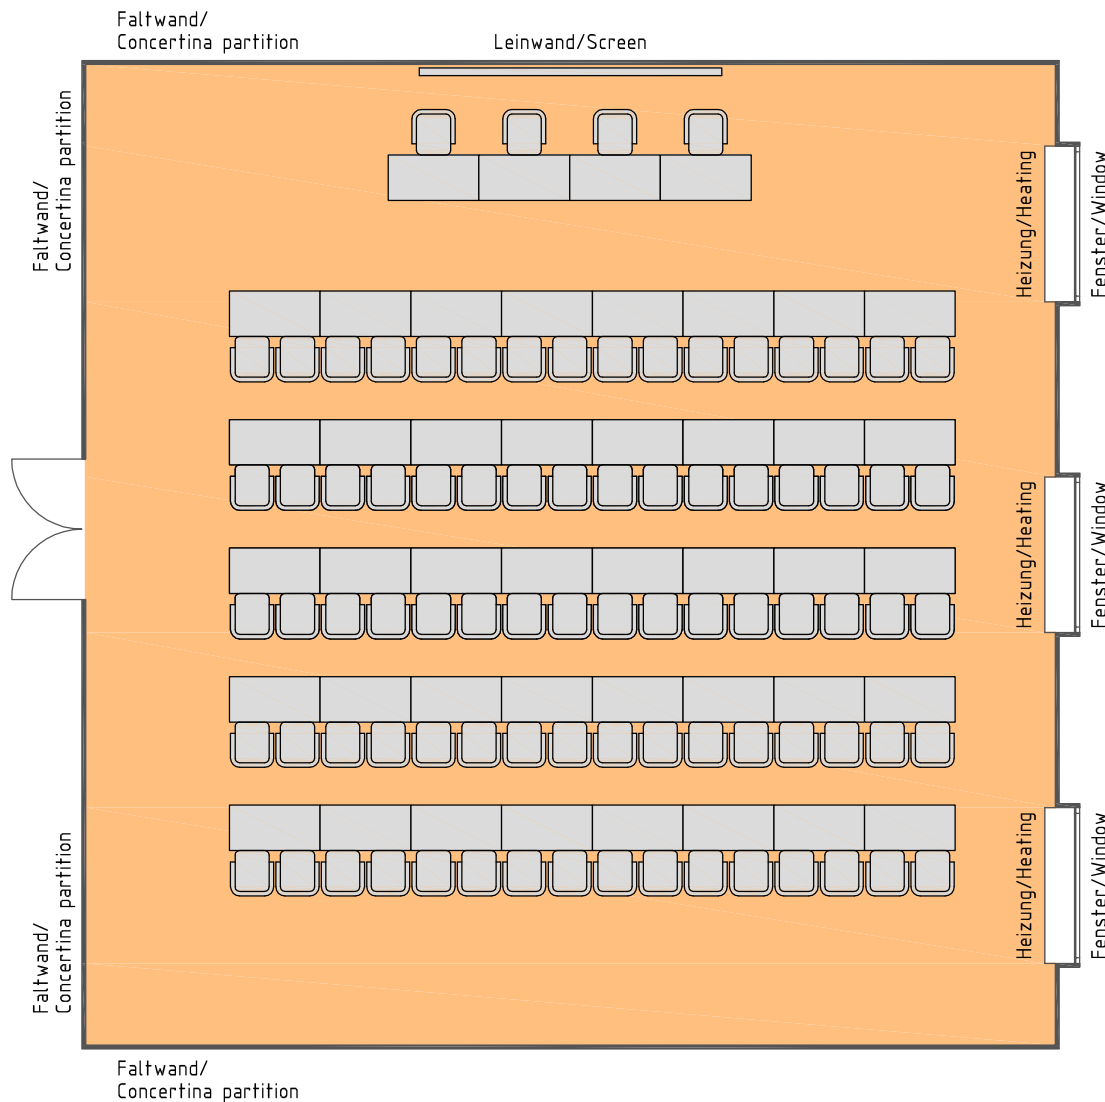 Faltwand/
Concertina partition
Leinwand/Screen
Faltwand/
Concertina partition
Heizung/Heating
Fenster/Window
Heizung/Heating
Fenster/Window
Faltwand/
Concertina partition
Heizung/Heating
Fenster/Window
Faltwand/
Concertina partition